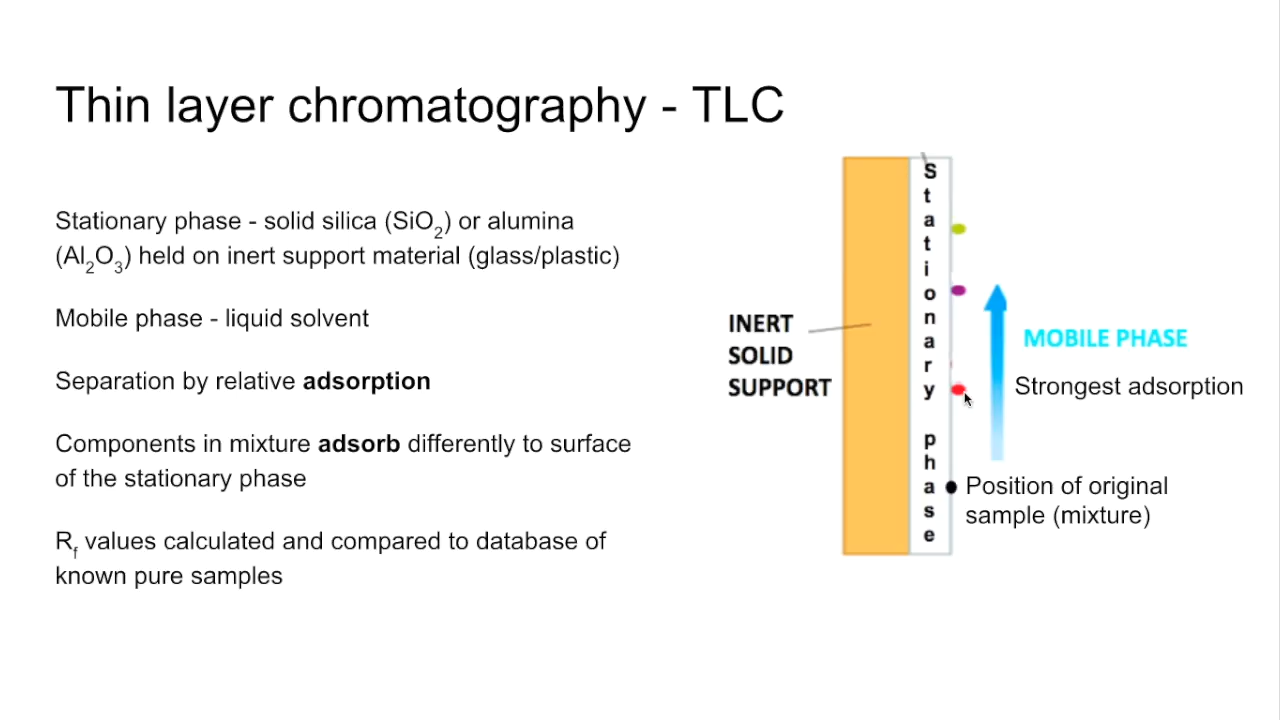 Thin layer chromatography - TLC
Stationary phase - solid silica (SiO₂) or alumina
(Al₂O₃) held on inert support material (glass/plastic)
Mobile phase - liquid solvent
Separation by relative adsorption
Components in mixture adsorb differently to surface
of the stationary phase
Rf values calculated and compared to database of
known pure samples
INERT
SOLID
SUPPORT
Stationary phase
MOBILE PHASE
Strongest adsorption
Position of original
sample (mixture)